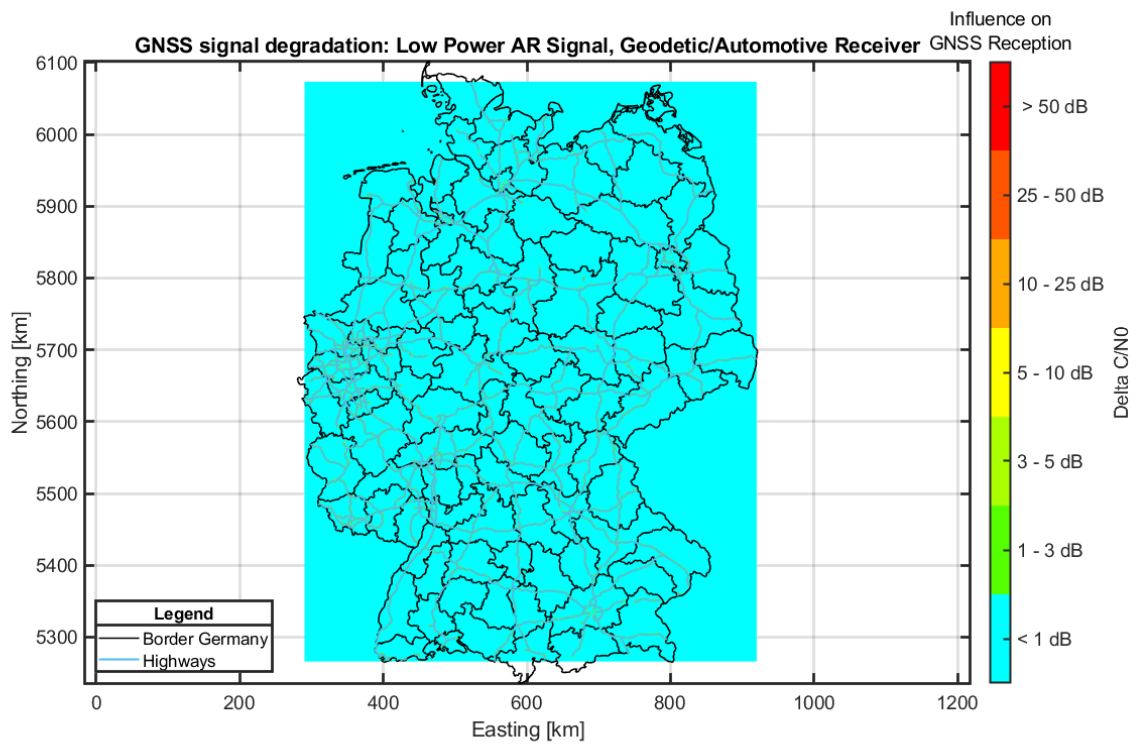 Influence on
GNSS signal degradation: Low Power AR Signal, Geodetic/Automotive Receiver GNSS Reception
6100
6000
5900
5800
5700
5600
5500
5400
5300
Northing [km]
0 200 400 600 800 1000 1200
Easting [km]
Legend
Border Germany
Highways
> 50 dB
25 - 50 dB
10 - 25 dB
5 - 10 dB
3 - 5 dB
1 - 3 dB
< 1 dB
Delta C/N0